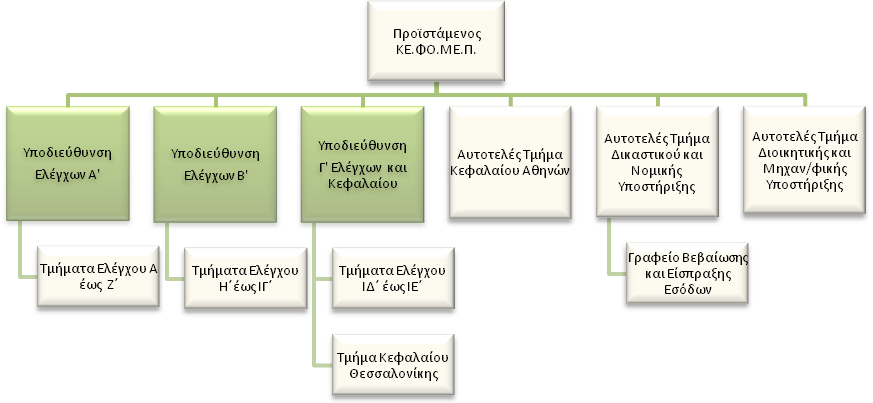 Προϊστάμενος
ΚΕ.ΦΟ.ΜΕ.Π.
Υποδιεύθυνση
Ελέγχων Α'
Υποδιεύθυνση
Ελέγχων Β'
Υποδιεύθυνση
Γ' Ελέγχων και
Κεφαλαίου
Αυτοτελές Τμήμα
Κεφαλαίου Αθηνών
Αυτοτελές Τμήμα
Δικαστικού και
Νομικής
Υποστήριξης
Αυτοτελές Τμήμα
Διοικητικής και
Μηχαν/φικής
Υποστήριξης
Τμήματα Ελέγχου Α
έως Ζ΄
Τμήματα Ελέγχου
Η΄ έως ΙΓ΄
Τμήματα Ελέγχου
ΙΔ΄ έως ΙΕ΄
Γραφείο Βεβαίωσης
και Είσπραξης
Εσόδων
Τμήμα Κεφαλαίου
Θεσσαλονίκης